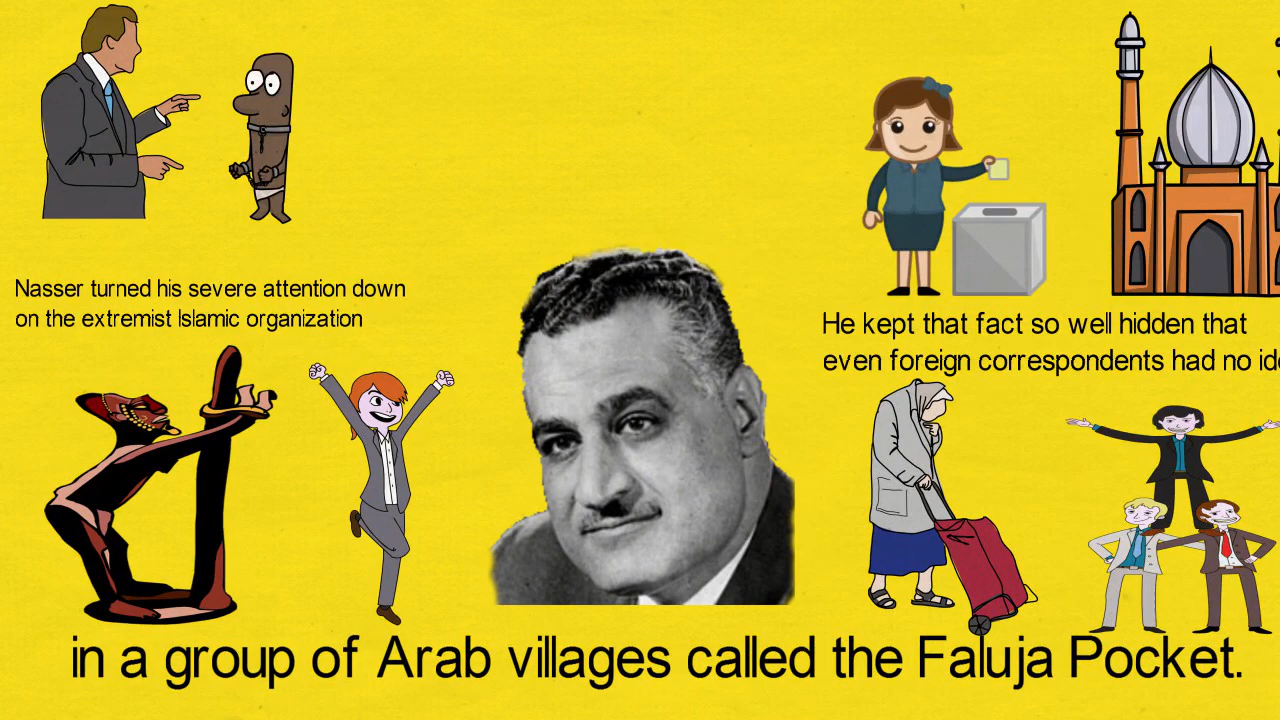 Nasser turned his severe attention down
on the extremist Islamic organization
He kept that fact so well hidden that
even foreign correspondents had no
in a group of Arab villages called the Faluja Pocket.